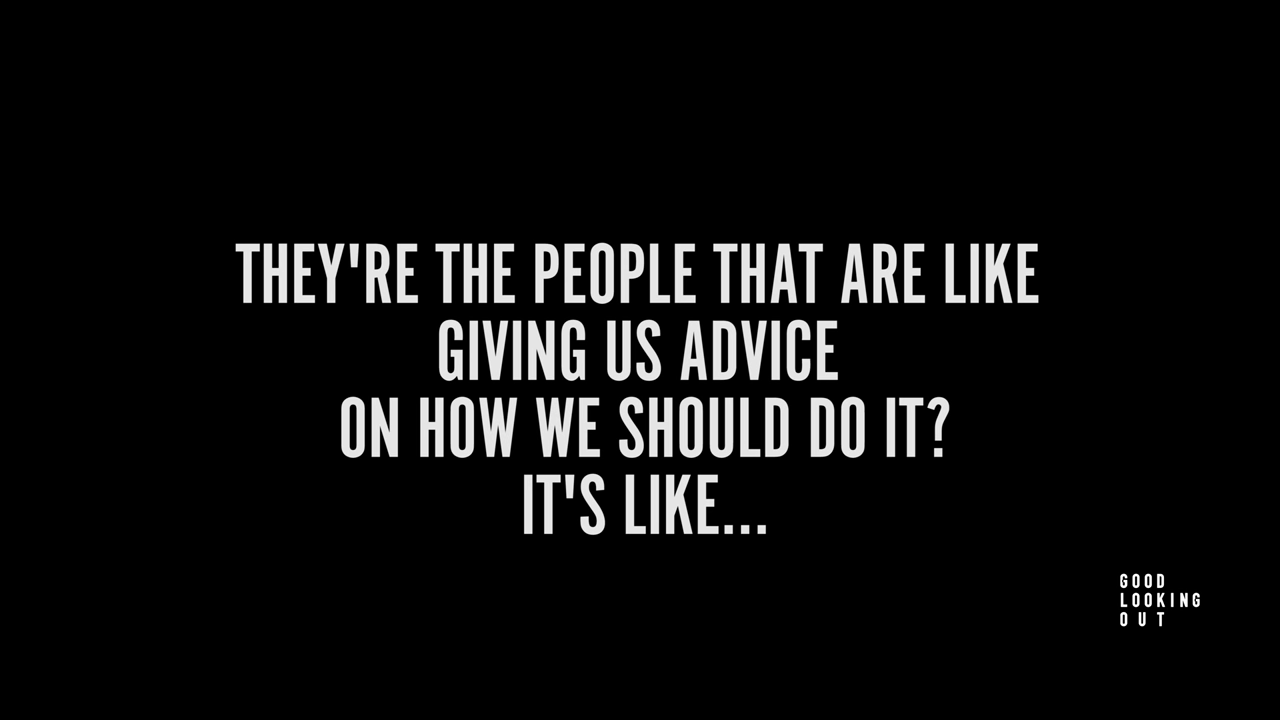 THEY'RE THE PEOPLE THAT ARE LIKE
GIVING US ADVICE
ON HOW WE SHOULD DO IT?
IT'S LIKE...
GOOD
LOOKING
OUT